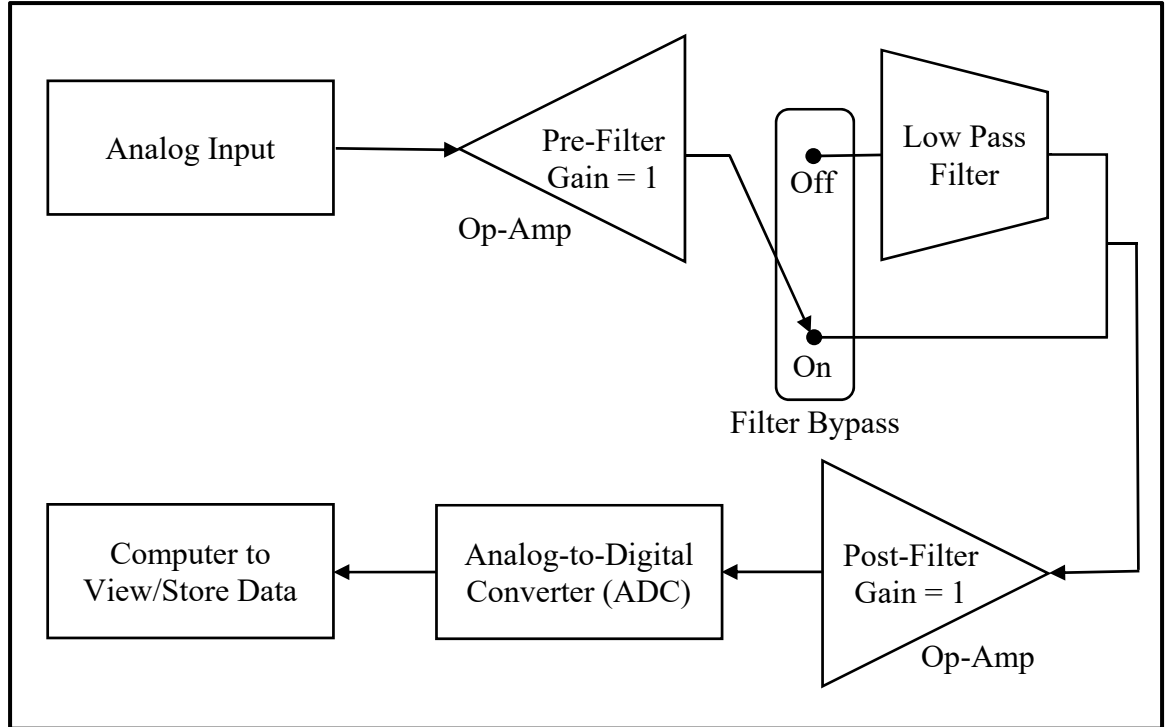 Analog Input
Pre-Filter
Gain = 1
Op-Amp
Off
On
Filter Bypass
Low Pass
Filter
Computer to
View/Store Data
Analog-to-Digital
Converter (ADC)
Post-Filter
Gain = 1
Op-Amp